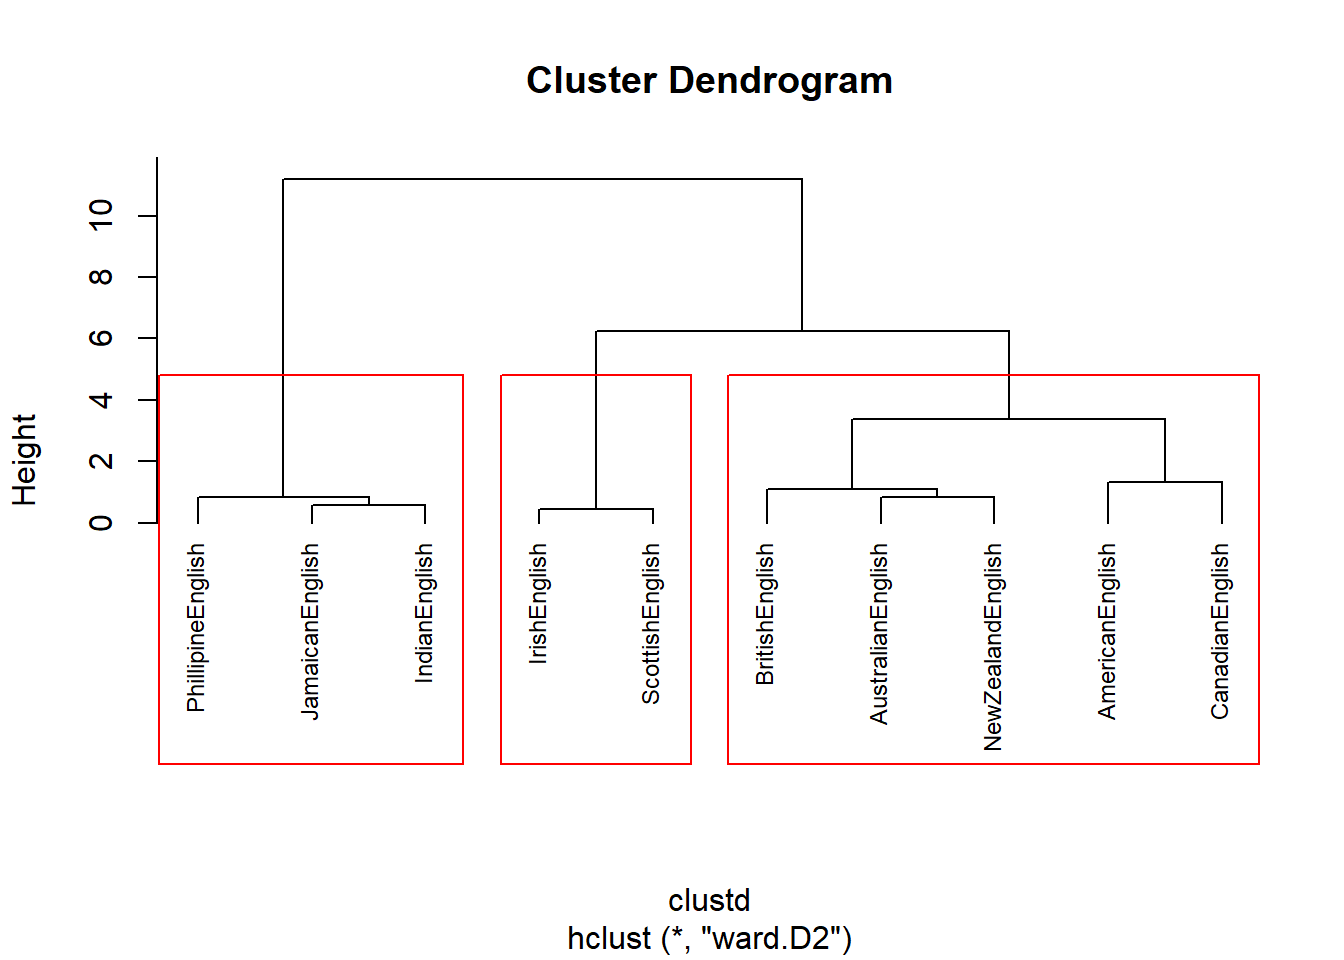 Cluster Dendrogram
Height
10
8
6
4
2
0
PhillipineEnglish
JamaicanEnglish
IndianEnglish
IrishEnglish
ScottishEnglish
BritishEnglish
AustralianEnglish
NewZealandEnglish
AmericanEnglish
CanadianEnglish
clustd
hclust (*, "ward.D2")